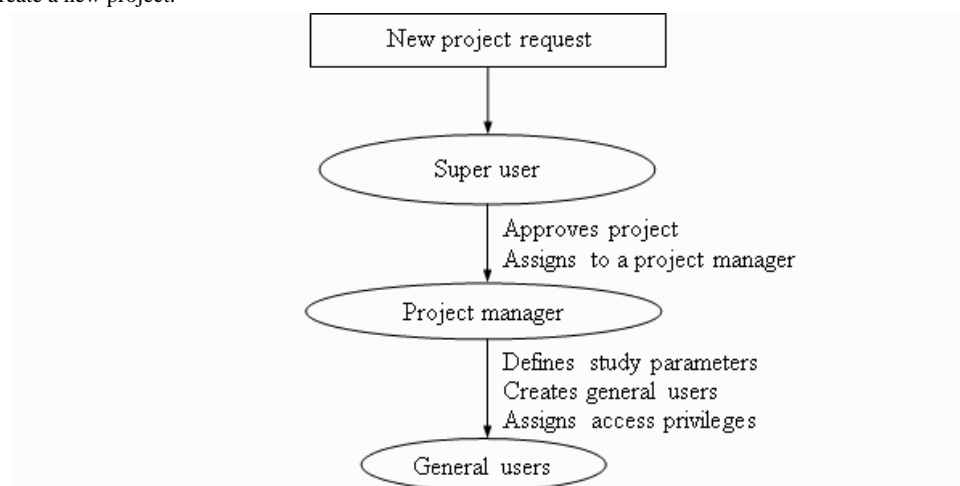 create a new project.
New project request
Super user
Approves project
Assigns to a project manager
Project manager
Defines study parameters
Creates general users
Assigns access privileges
General users